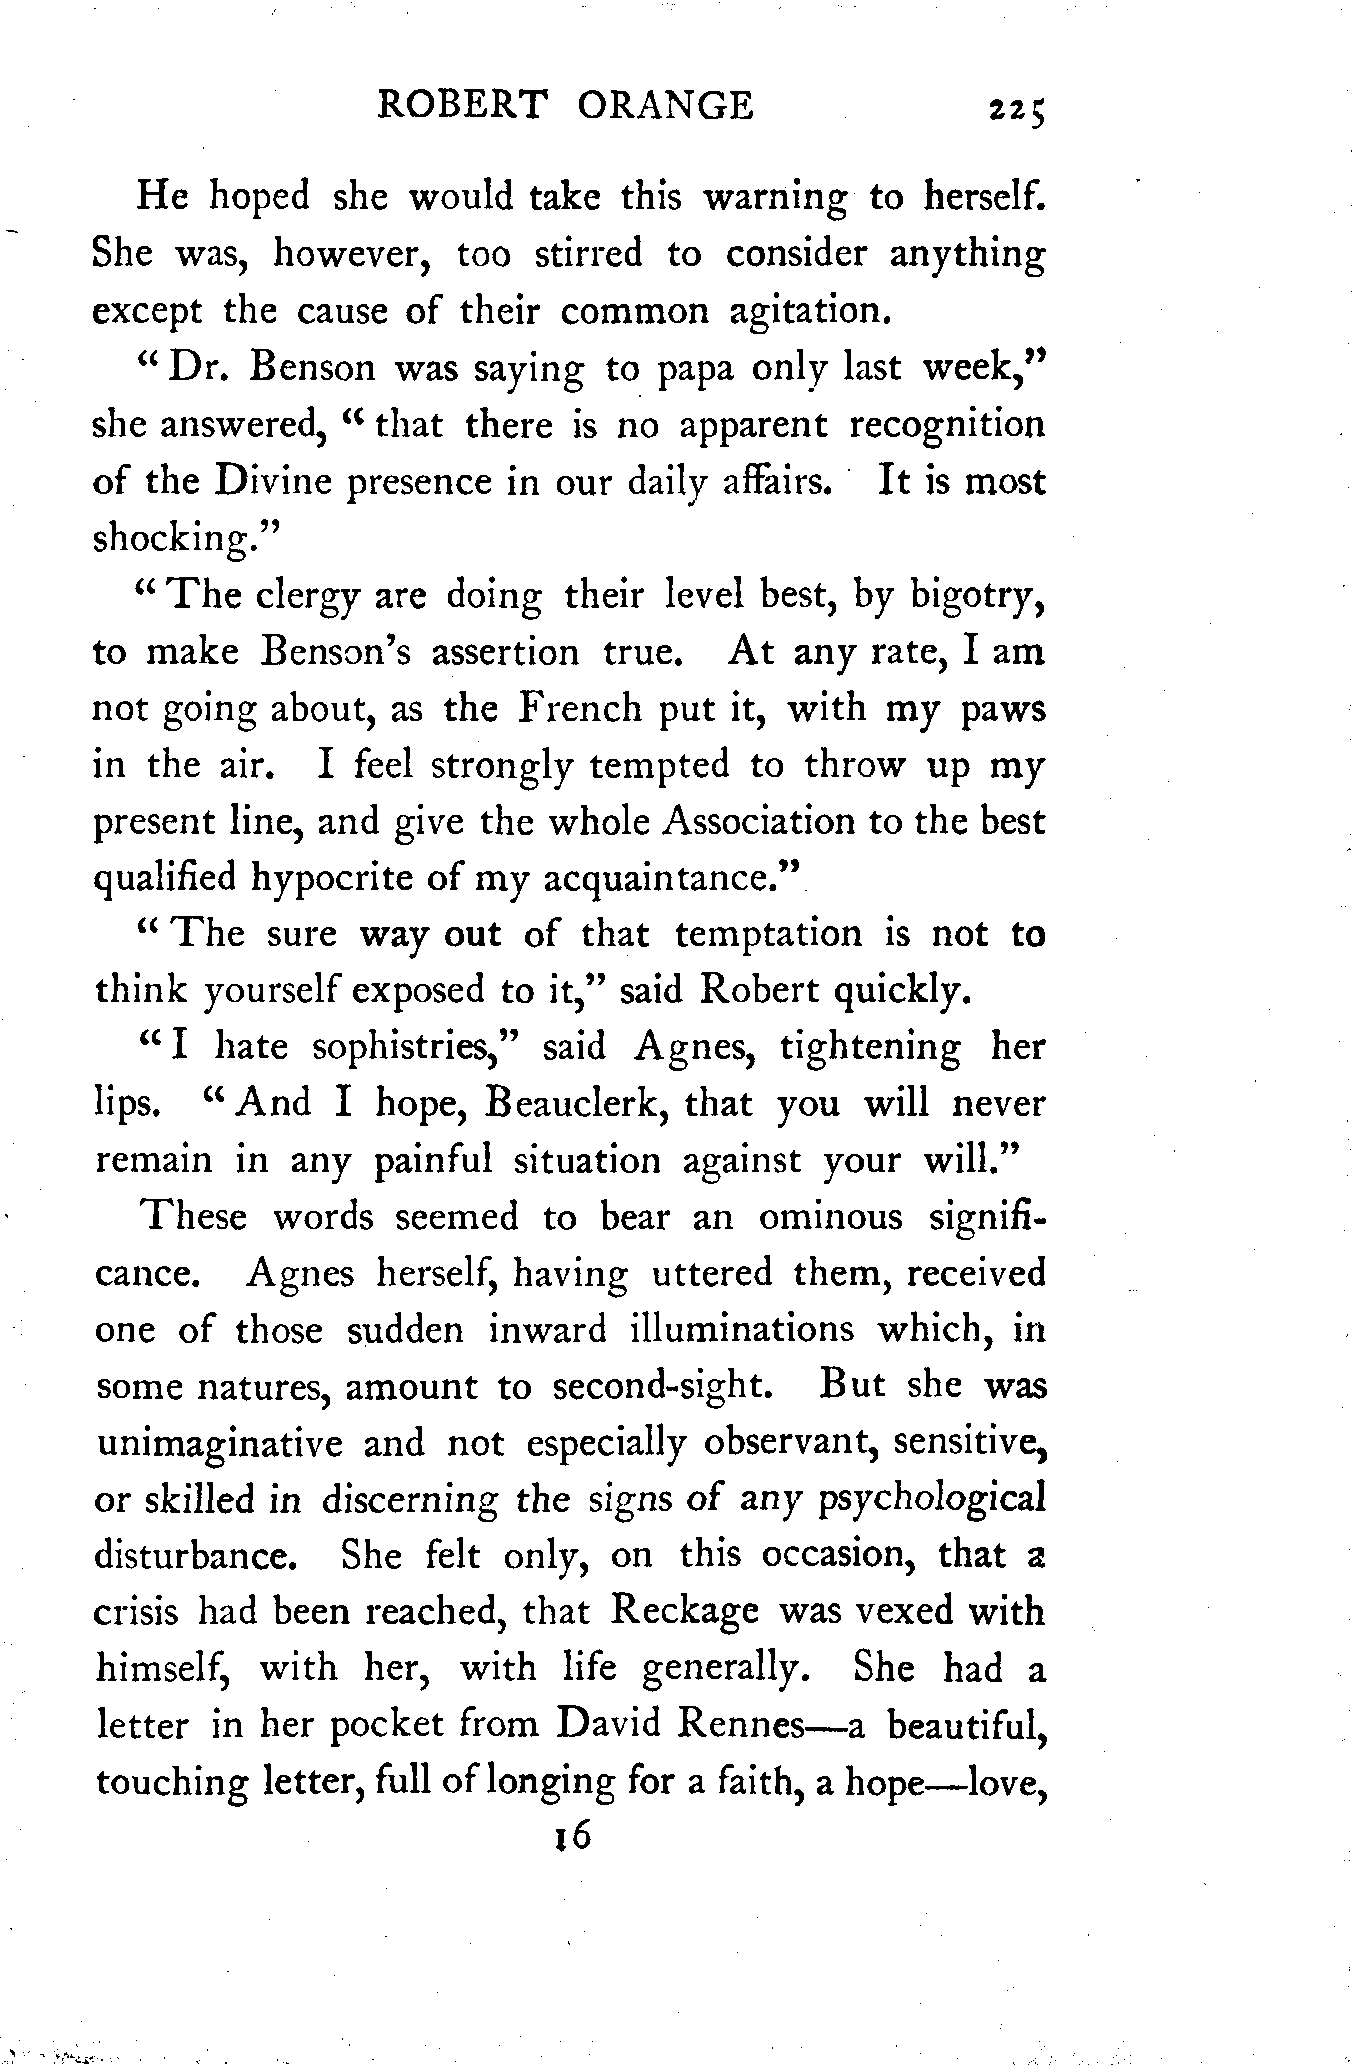 ROBERT ORANGE 225
He hoped she would take this warning to herself.
She was, however, too stirred to consider anything
except the cause of their common agitation.
“ Dr. Benson was saying to papa only last week,”
she answered, “ that there is no apparent recognition
of the Divine presence in our daily affairs. It is most
shocking.”
“ The clergy are doing their level best, by bigotry,
to make Benson’s assertion true. At any rate, I am
not going about, as the French put it, with my paws
in the air. I feel strongly tempted to throw up my
present line, and give the whole Association to the best
qualified hypocrite of my acquaintance.”
“ The sure way out of that temptation is not to
think yourself exposed to it,” said Robert quickly.
“ I hate sophistries,” said Agnes, tightening her
lips. “ And I hope, Beauclerk, that you will never
remain in any painful situation against your will.”
These words seemed to bear an ominous signifi-
cance. Agnes herself, having uttered them, received
one of those sudden inward illuminations which, in
some natures, amount to second-sight. But she was
unimaginative and not especially observant, sensitive,
or skilled in discerning the signs of any psychological
disturbance. She felt only, on this occasion, that a
crisis had been reached, that Reckage was vexed with
himself, with her, with life generally. She had a
letter in her pocket from David Rennes—a beautiful,
touching letter, full of longing for a faith, a hope—love,
16